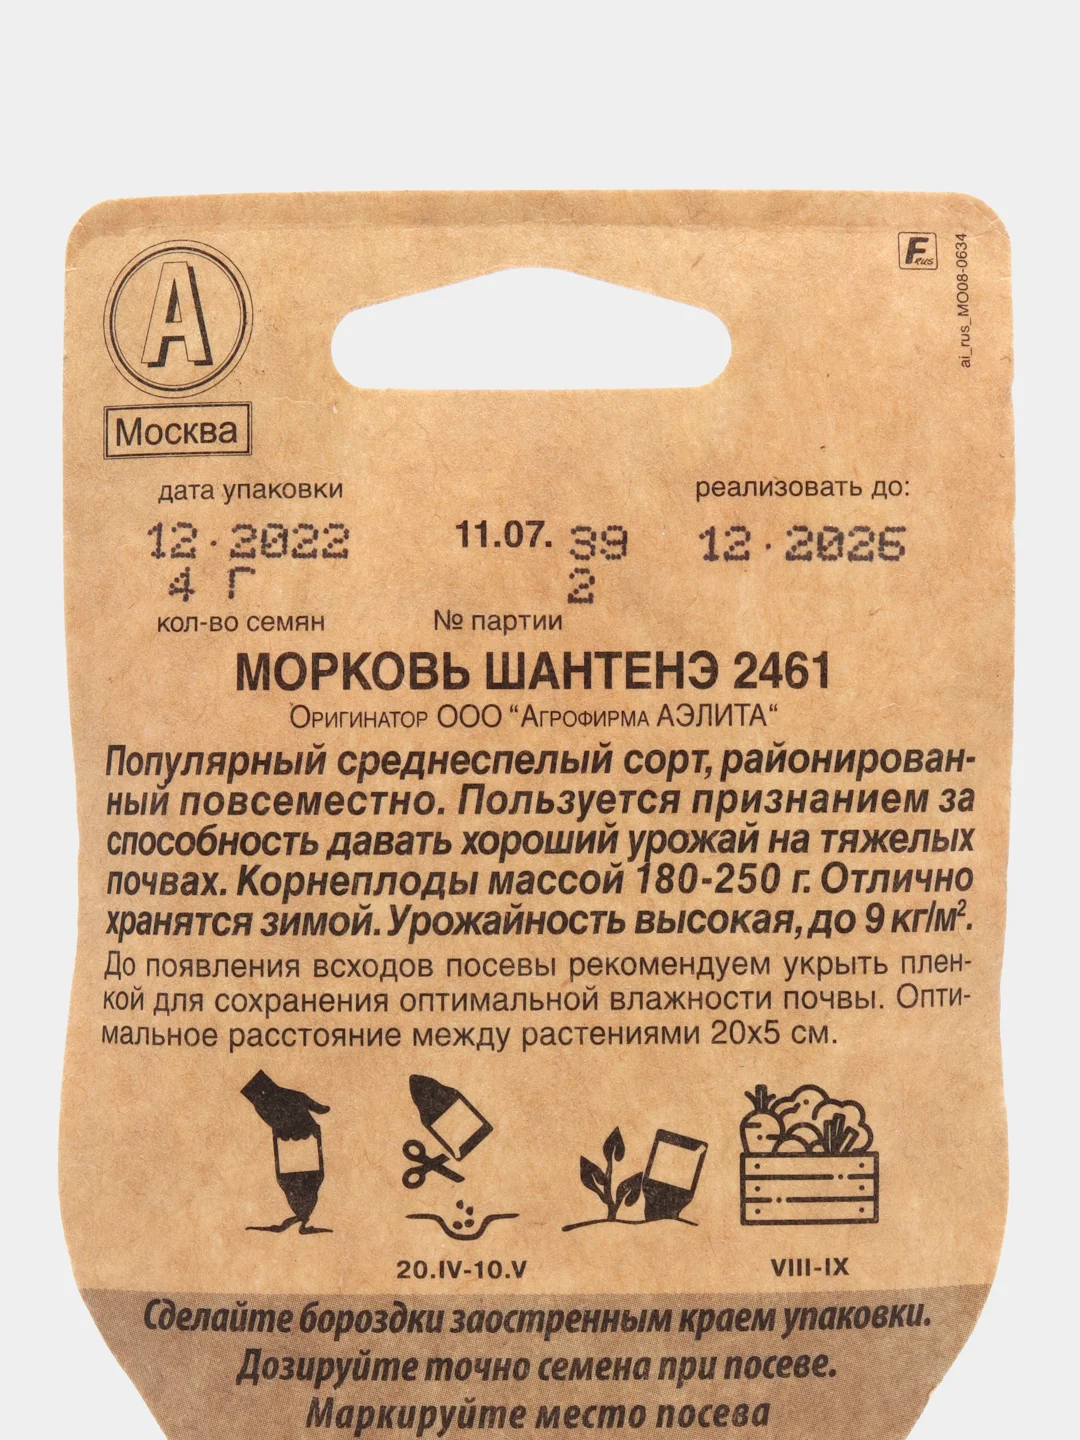 А
F RUS
ai_rus_MO08-0634
Москва
дата упаковки
реализовать до:
12.2022
11.07. 39
12.2026
4 Г
2
кол-во семян
№ партии
МОРКОВЬ ШАНТЕНЭ 2461
Оригинатор ООО “Агрофирма АЭЛИТА“
Популярный среднеспелый сорт, районирован-
ный повсеместно. Пользуется признанием за
способность давать хороший урожай на тяжелых
почвах. Корнеплоды массой 180-250 г. Отлично
хранятся зимой. Урожайность высокая, до 9 кг/м².
До появления всходов посевы рекомендуем укрыть плен-
кой для сохранения оптимальной влажности почвы. Опти-
мальное расстояние между растениями 20х5 см.
20.IV-10.V
VIII-IX
Сделайте бороздки заостренным краем упаковки.
Дозируйте точно семена при посеве.
Маркируйте место посева